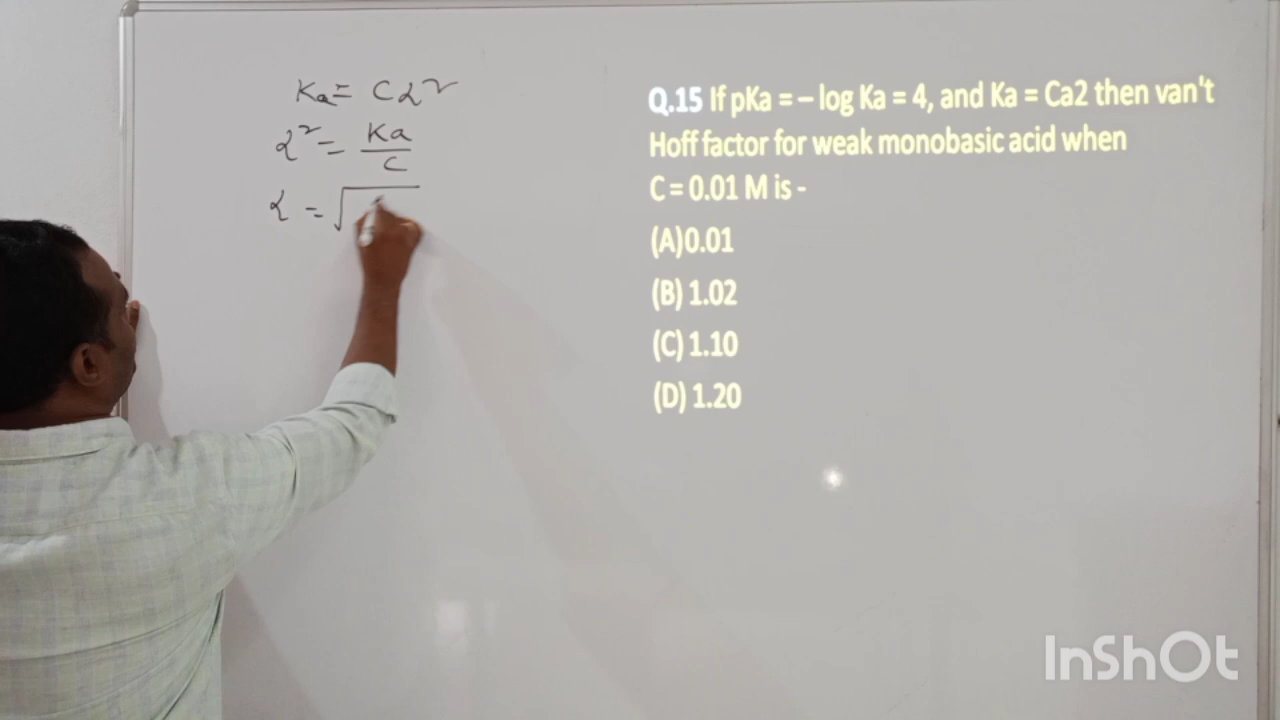 Ka = Cα²
α² = Ka/C
α = √
Q.15 If pKa = – log Ka = 4, and Ka = Ca2 then van't
Hoff factor for weak monobasic acid when
C = 0.01 M is -
(A)0.01
(B) 1.02
(C) 1.10
(D) 1.20
InShOt